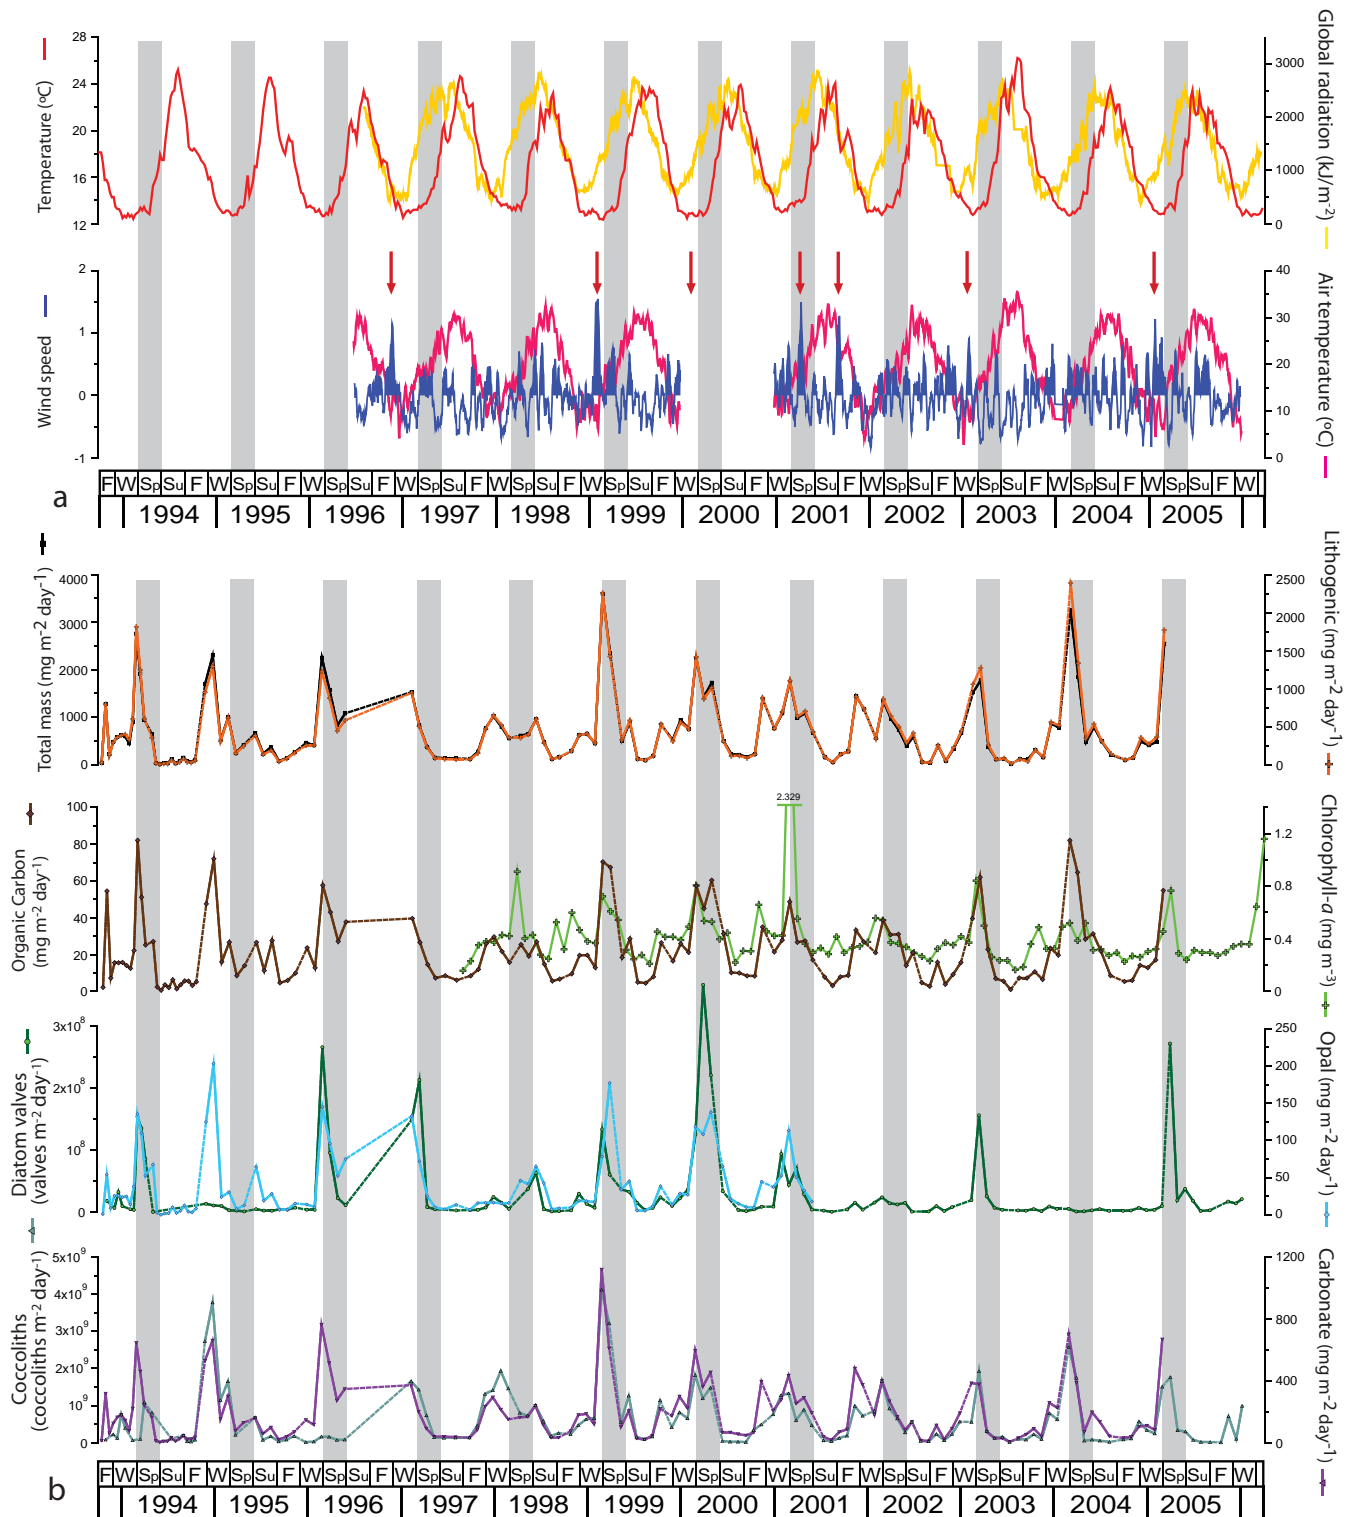 Temperature (ºC)
28
24
20
16
12
Global radiation (kJ/m⁻²)
3000
2000
1000
0
Wind speed
2
1
0
-1
Air temperature (ºC)
40
30
20
10
0
a
F W Sp Su F W Sp Su F W Su F W Sp Su F W Sp Su F W Sp Su F W Sp Su F W Sp Su F W Sp Su F W Sp Su F W Sp Su F W Sp Su F W
1994 1995 1996 1997 1998 1999 2000 2001 2002 2003 2004 2005
Total mass (mg m⁻² day⁻¹)
4000
3000
2000
1000
0
Lithogenic (mg m⁻² day⁻¹)
2500
2000
1500
1000
500
0
Organic Carbon
(mg m⁻² day⁻¹)
100
80
60
40
20
0
2.329
Chlorophyll-a (mg m⁻³)
1.2
0.8
0.4
0
Diatom valves
(valves m⁻² day⁻¹)
3x10⁸
2x10⁸
10⁸
0
Opal (mg m⁻² day⁻¹)
250
200
150
100
50
0
Coccoliths
(coccoliths m⁻² day⁻¹)
5x10⁹
4x10⁹
3x10⁹
2x10⁹
10⁹
0
Carbonate (mg m⁻² day⁻¹)
1200
800
400
0
b
F W Sp Su F W Sp Su F W Sp Su F W Sp Su F W Sp Su F W Sp Su F W Sp Su F W Sp Su F W Sp Su F W Sp Su F W Sp Su F W Sp Su F W
1994 1995 1996 1997 1998 1999 2000 2001 2002 2003 2004 2005